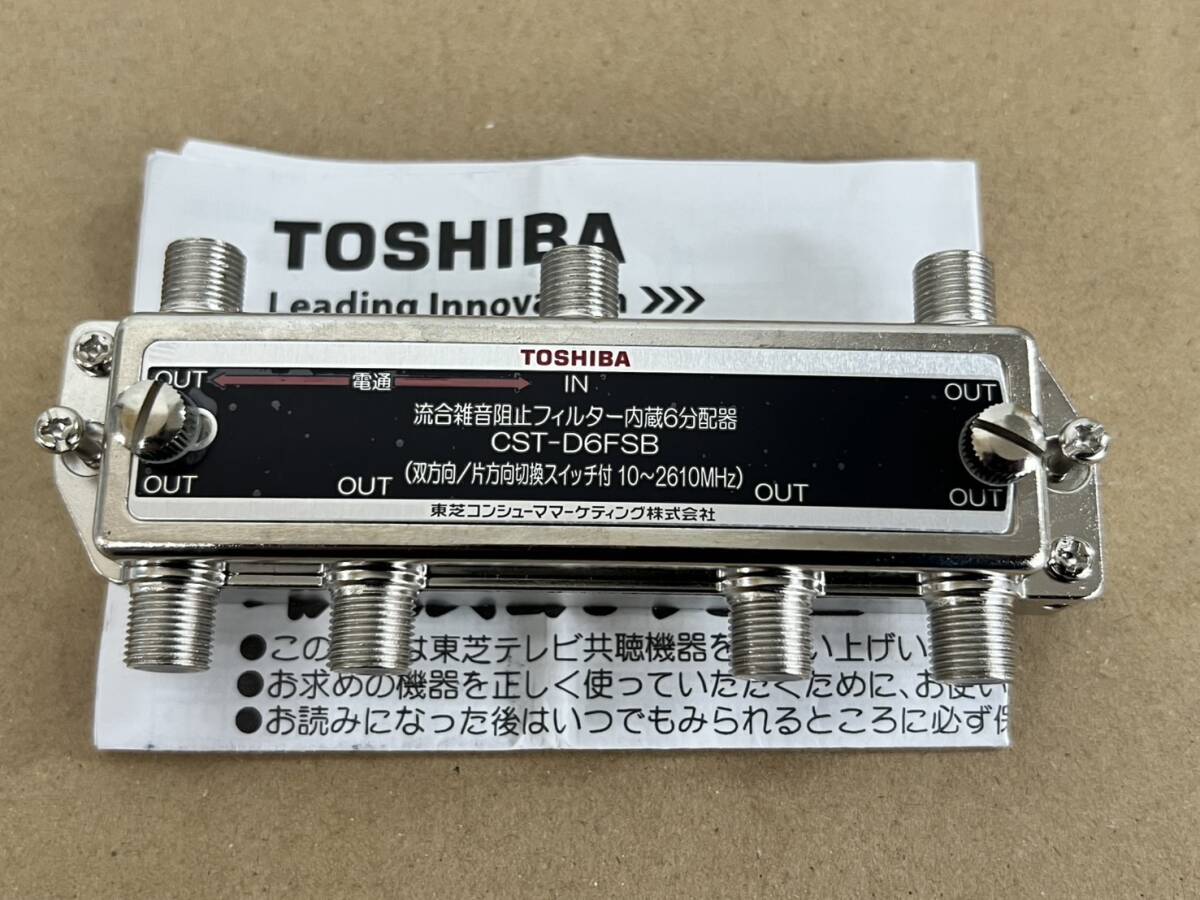 TOSHIBA
Leading Innovation >>>
TOSHIBA
OUT 電通 IN OUT
流合雑音阻止フィルター内蔵6分配器
CST-D6FSB
(双方向/片方向切換スイッチ付 10~2610MHz)
OUT OUT OUT OUT
東芝コンシューママーケティング株式会社
●この は東芝テレビ共聴機器を い上げい
●お求めの機器を正しく使っていただくために、お使い
●お読みになった後はいつでもみられるところに必ず保